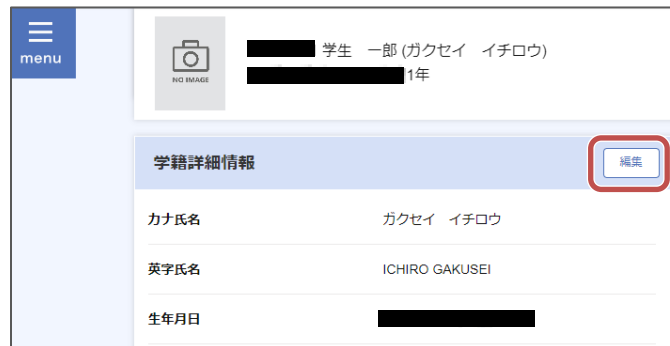 menu
NO IMAGE
学生 一郎 (ガクセイ イチロウ)
1年
学籍詳細情報
編集
カナ氏名 ガクセイ イチロウ
英字氏名 ICHIRO GAKUSEI
生年月日